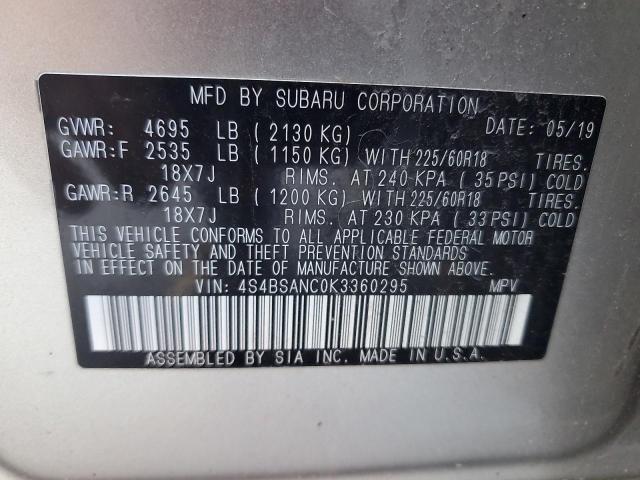 MFD BY SUBARU CORPORATION
GVWR: 4695 LB ( 2130 KG) DATE: 05/19
GAWR:F 2535 LB ( 1150 KG) WITH 225/60R18 TIRES.
18X7J RIMS. AT 240 KPA ( 35 PSI) COLD
GAWR:R 2645 LB ( 1200 KG) WITH 225/60R18 TIRES.
18X7J RIMS. AT 230 KPA ( 33 PSI) COLD
THIS VEHICLE CONFORMS TO ALL APPLICABLE FEDERAL MOTOR
VEHICLE SAFETY AND THEFT PREVENTION STANDARDS
IN EFFECT ON THE DATE OF MANUFACTURE SHOWN ABOVE.
VIN: 4S4BSANC0K3360295 MPV
ASSEMBLED BY SIA INC. MADE IN U.S.A.